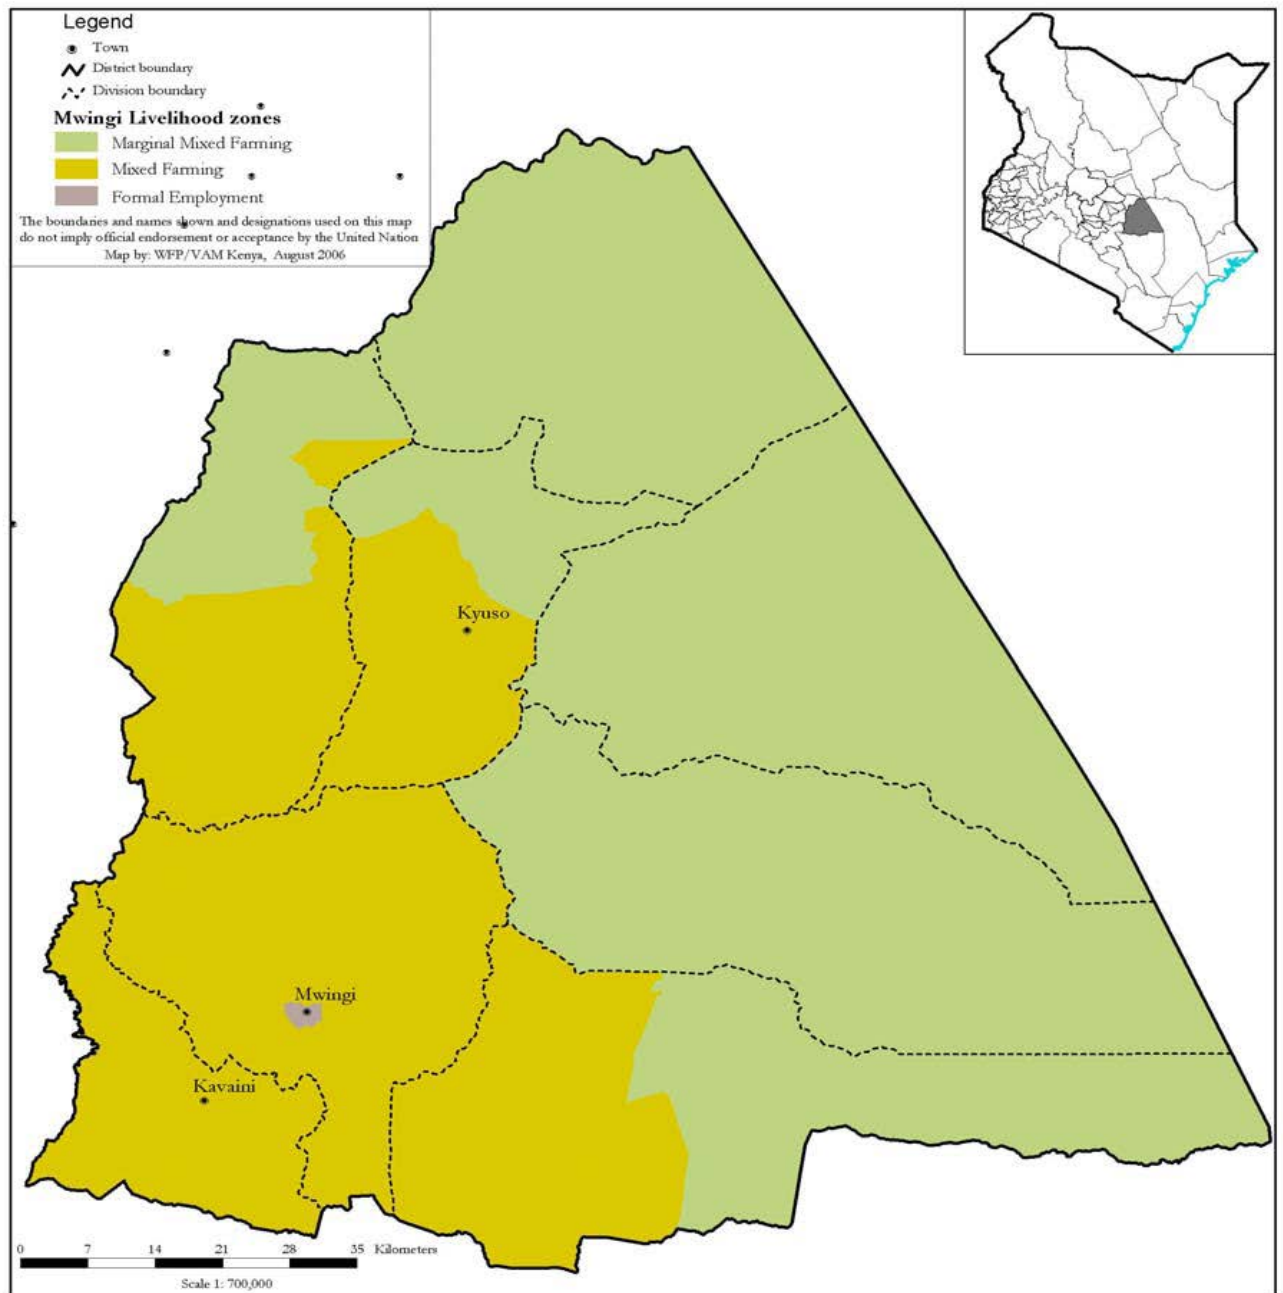 Legend
Town
District boundary
Division boundary
Mwingi Livelihood zones
Marginal Mixed Farming
Mixed Farming
Formal Employment
The boundaries and names shown and designations used on this map
do not imply official endorsement or acceptance by the United Nation
Map by: WFP/VAM Kenya, August 2006
Kyuso
Mwingi
Kavaini
0 7 14 21 28 35 Kilometers
Scale 1: 700,000